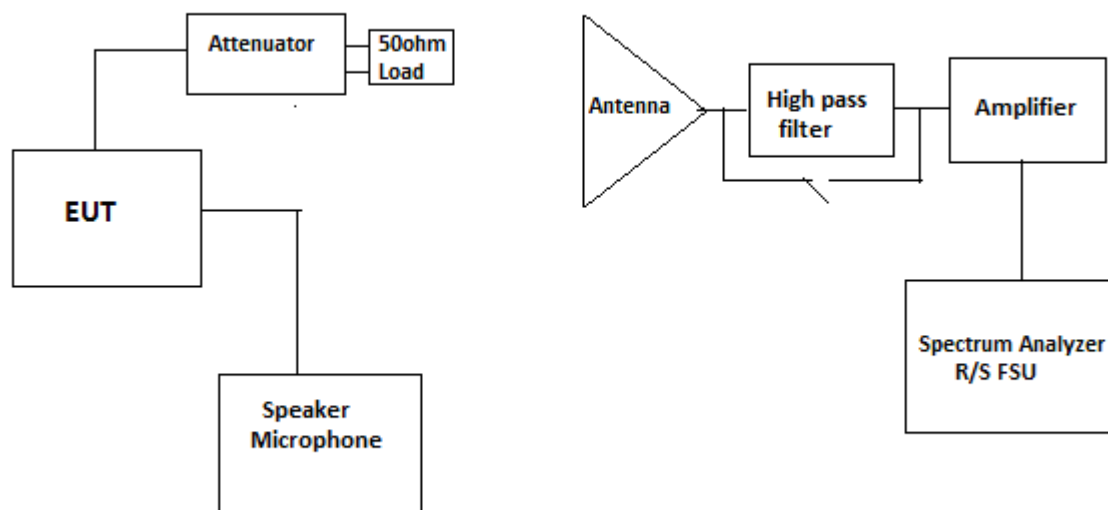 Attenuator
50ohm
Load
EUT
Speaker
Microphone
Antenna
High pass
filter
Amplifier
Spectrum Analyzer
R/S FSU